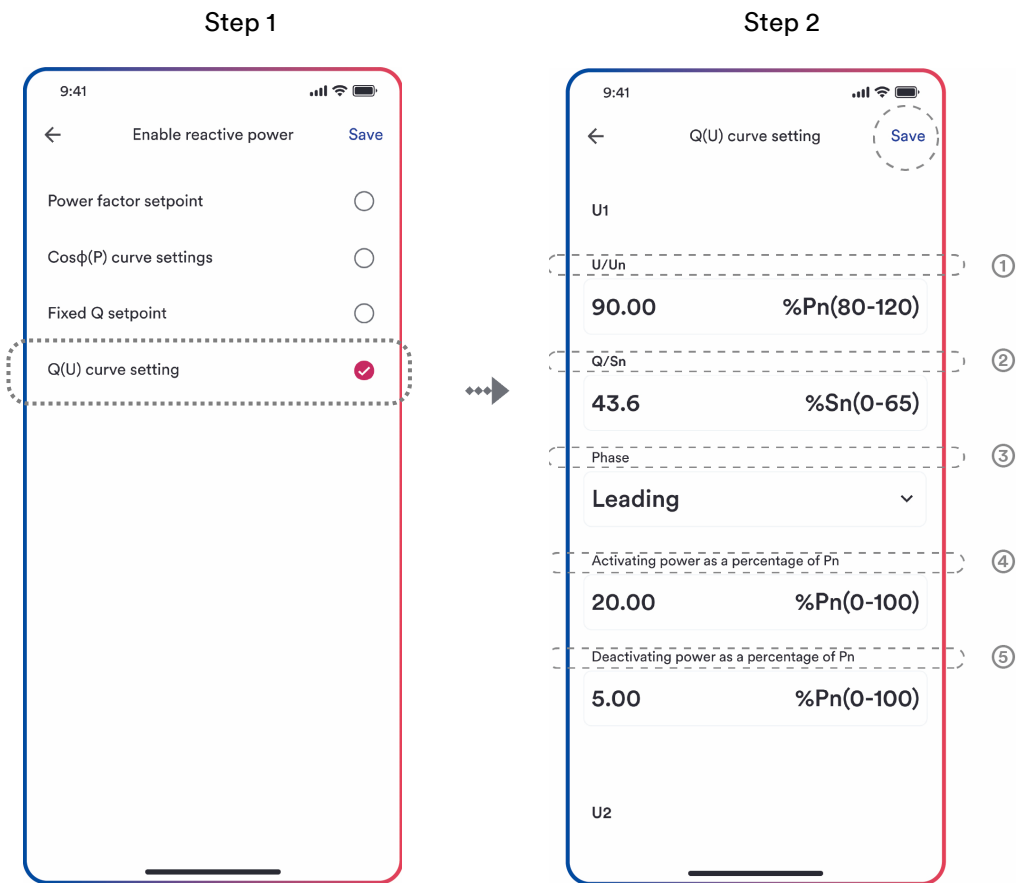 Step 1
9:41
Enable reactive power Save
Power factor setpoint
Cosϕ(P) curve settings
Fixed Q setpoint
Q(U) curve setting
Step 2
9:41
Q(U) curve setting Save
U1
U/Un ①
90.00 %Pn(80-120)
Q/Sn ②
43.6 %Sn(0-65)
Phase ③
Leading
Activating power as a percentage of Pn ④
20.00 %Pn(0-100)
Deactivating power as a percentage of Pn ⑤
5.00 %Pn(0-100)
U2